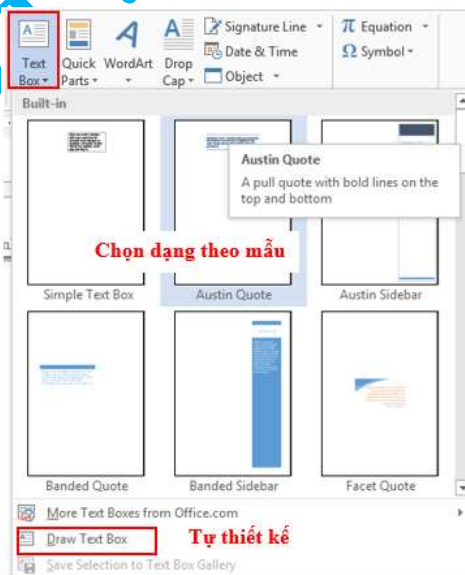 Signature Line
π Equation
Text Box
Quick Parts
WordArt
Drop Cap
Date & Time
Ω Symbol
Object
Built-in
Austin Quote
A pull quote with bold lines on the
top and bottom
Chọn dạng theo mẫu
Simple Text Box
Austin Quote
Austin Sidebar
Banded Quote
Banded Sidebar
Facet Quote
More Text Boxes from Office.com
Draw Text Box
Tự thiết kế
Save Selection to Text Box Gallery